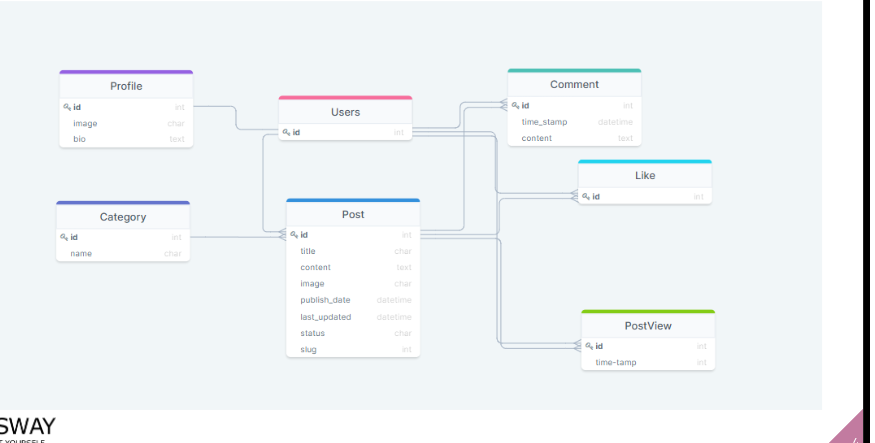 Profile
id int
image char
bio text
Users
id int
Comment
id int
time_stamp datetime
content text
Like
id int
Category
id int
name char
Post
id int
title char
content text
image char
publish_date datetime
last_updated datetime
status char
slug int
PostView
id int
time-tamp int
SWAY
YOURSELF